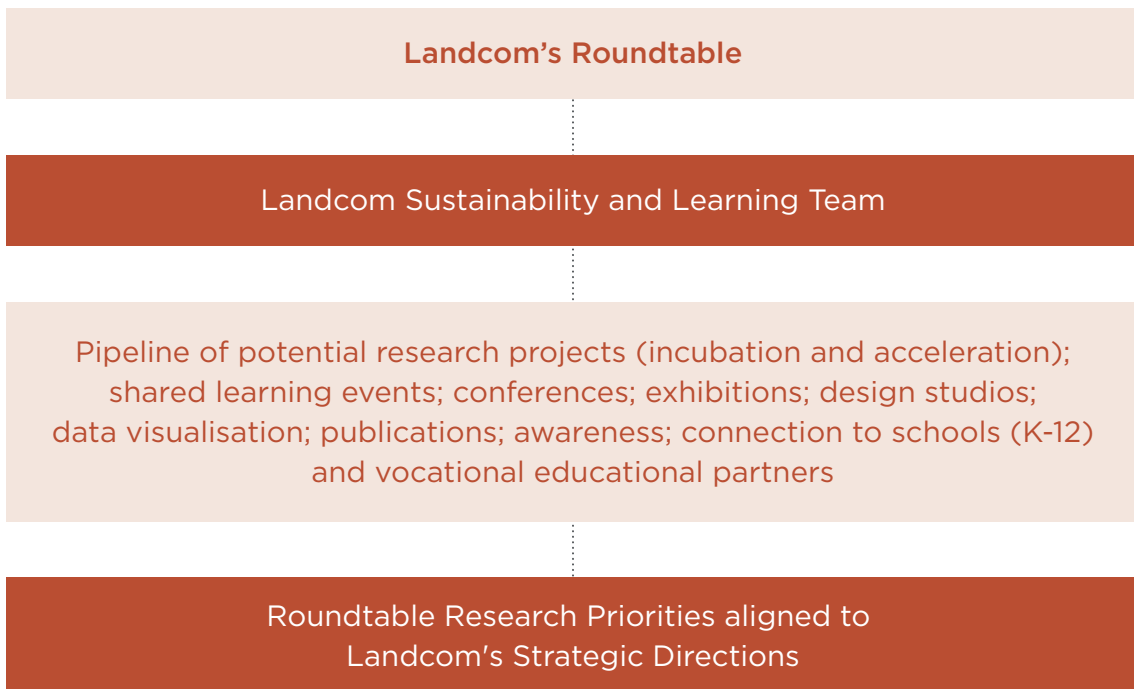 Landcom’s Roundtable
Landcom Sustainability and Learning Team
Pipeline of potential research projects (incubation and acceleration);
shared learning events; conferences; exhibitions; design studios;
data visualisation; publications; awareness; connection to schools (K-12)
and vocational educational partners
Roundtable Research Priorities aligned to
Landcom's Strategic Directions